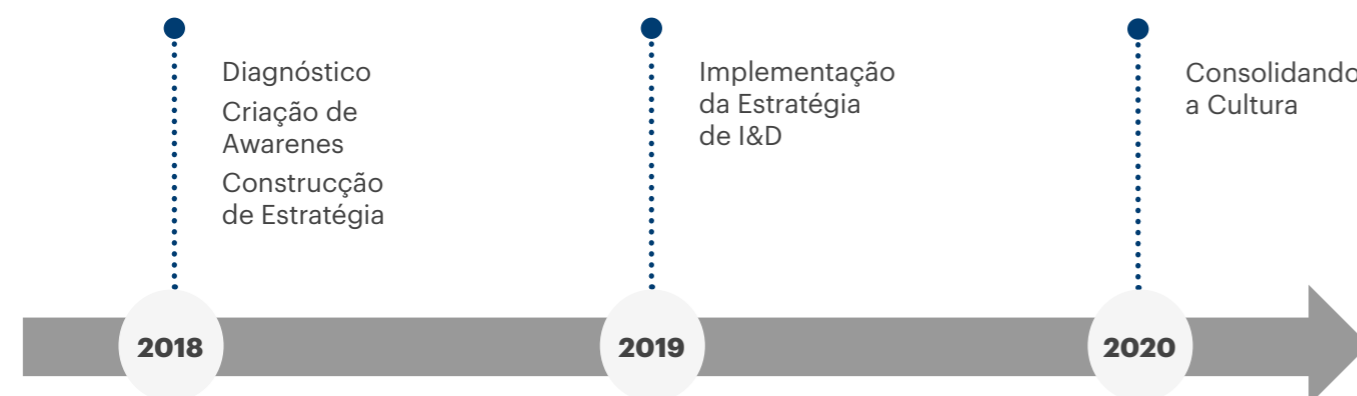 Diagnóstico
Criação de
Awarenes
Construcção
de Estratégia
Implementação
da Estratégia
de I&D
Consolidando
a Cultura
2018
2019
2020